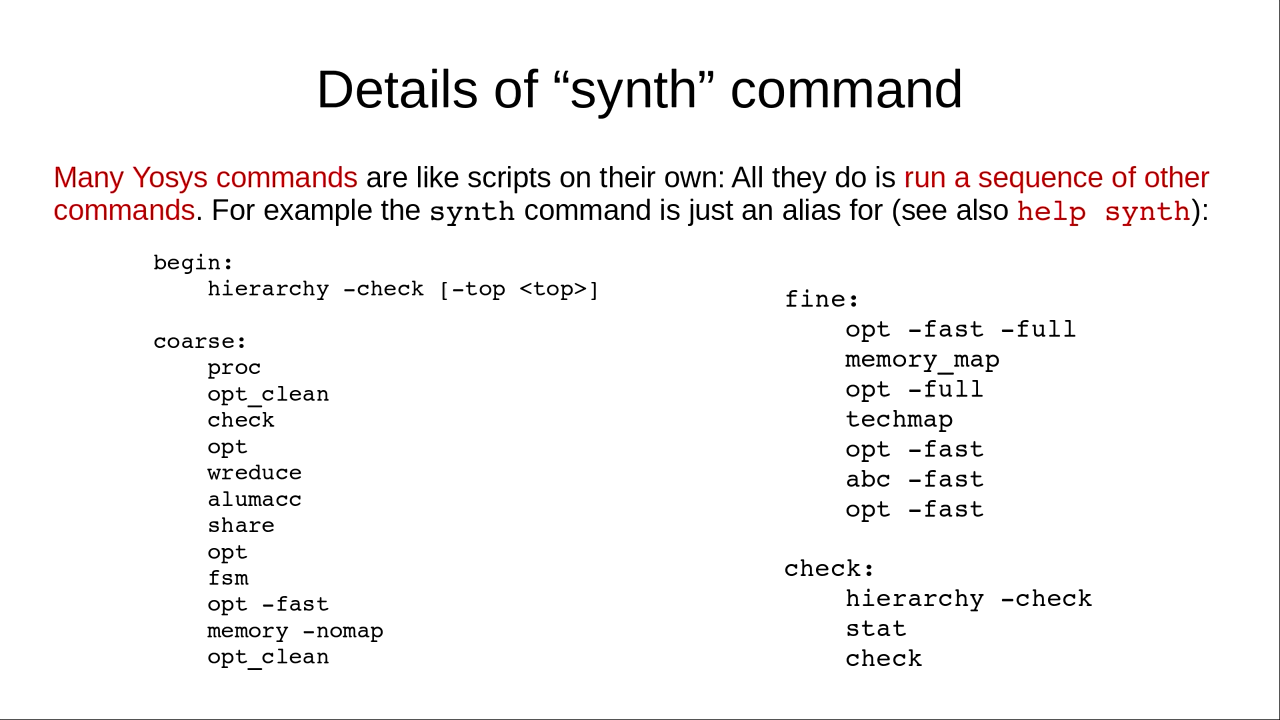 Details of “synth” command
Many Yosys commands are like scripts on their own: All they do is run a sequence of other
commands. For example the synth command is just an alias for (see also help synth):
begin:
    hierarchy -check [-top <top>]
coarse:
    proc
    opt_clean
    check
    opt
    wreduce
    alumacc
    share
    opt
    fsm
    opt -fast
    memory -nomap
    opt_clean
fine:
    opt -fast -full
    memory_map
    opt -full
    techmap
    opt -fast
    abc -fast
    opt -fast
check:
    hierarchy -check
    stat
    check